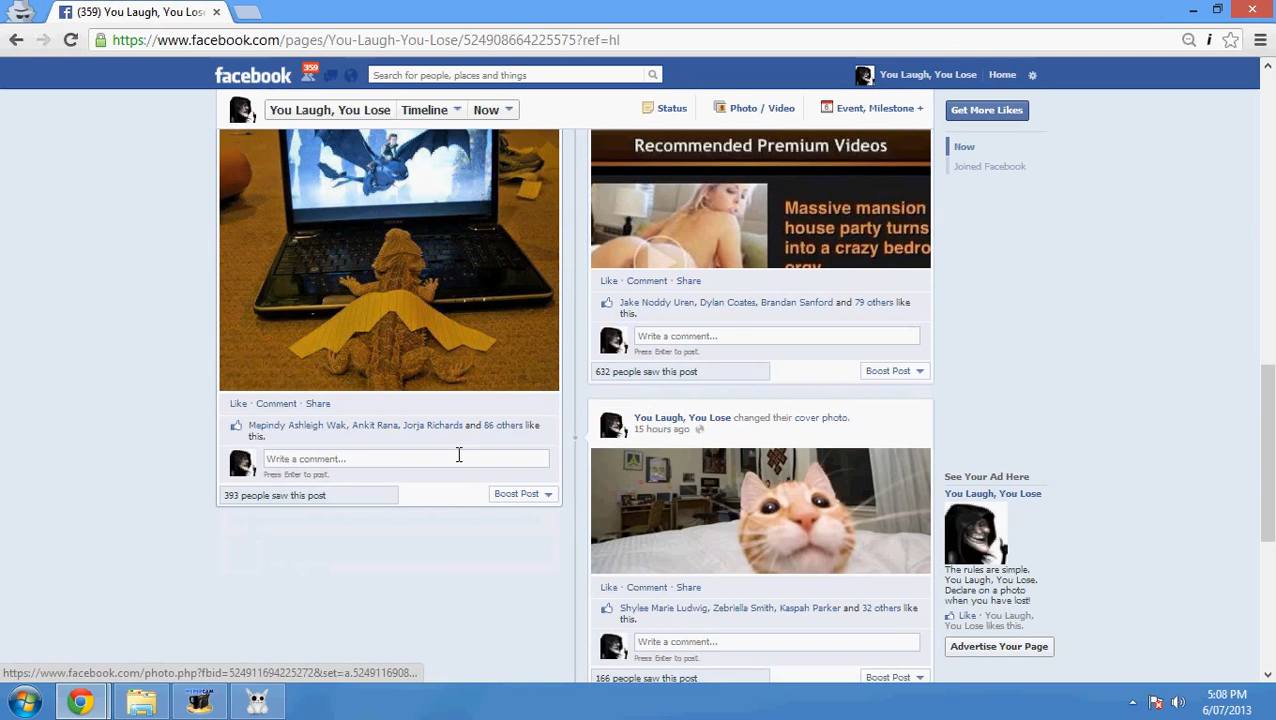 (359) You Laugh, You Los
https://www.facebook.com/pages/You-Laugh-You-Lose/524908664225575?ref=hl
facebook
359
Search for people, places and things
You Laugh, You Lose
Home
You Laugh, You Lose
Timeline
Now
Status
Photo / Video
8
Event, Milestone +
Get More Likes
Now
Joined Facebook
Recommended Premium Videos
Massive mansion
house party turns
into a crazy bedro
orgy
Like · Comment · Share
Jake Noddy Uren, Dylan Coates, Brandan Sanford and 79 others like
this.
Write a comment...
Press Enter to post.
632 people saw this post
Boost Post
Like · Comment · Share
Mepindy Ashleigh Wak, Ankit Rana, Jorja Richards and 86 others like
this.
Write a comment...
Press Enter to post.
393 people saw this post
Boost Post
You Laugh, You Lose changed their cover photo.
15 hours ago
Like · Comment · Share
Shylee Marie Ludwig, Zebriella Smith, Kaspah Parker and 32 others like
this.
Write a comment...
Press Enter to post.
166 people saw this post
Boost Post
See Your Ad Here
You Laugh, You Lose
The rules are simple.
You Laugh, You Lose.
Declare on a photo
when you have lost!
Like · You Laugh,
You Lose likes this.
Advertise Your Page
https://www.facebook.com/photo.php?fbid=524911694225272&set=a.5249116908...
5:08 PM
6/07/2013